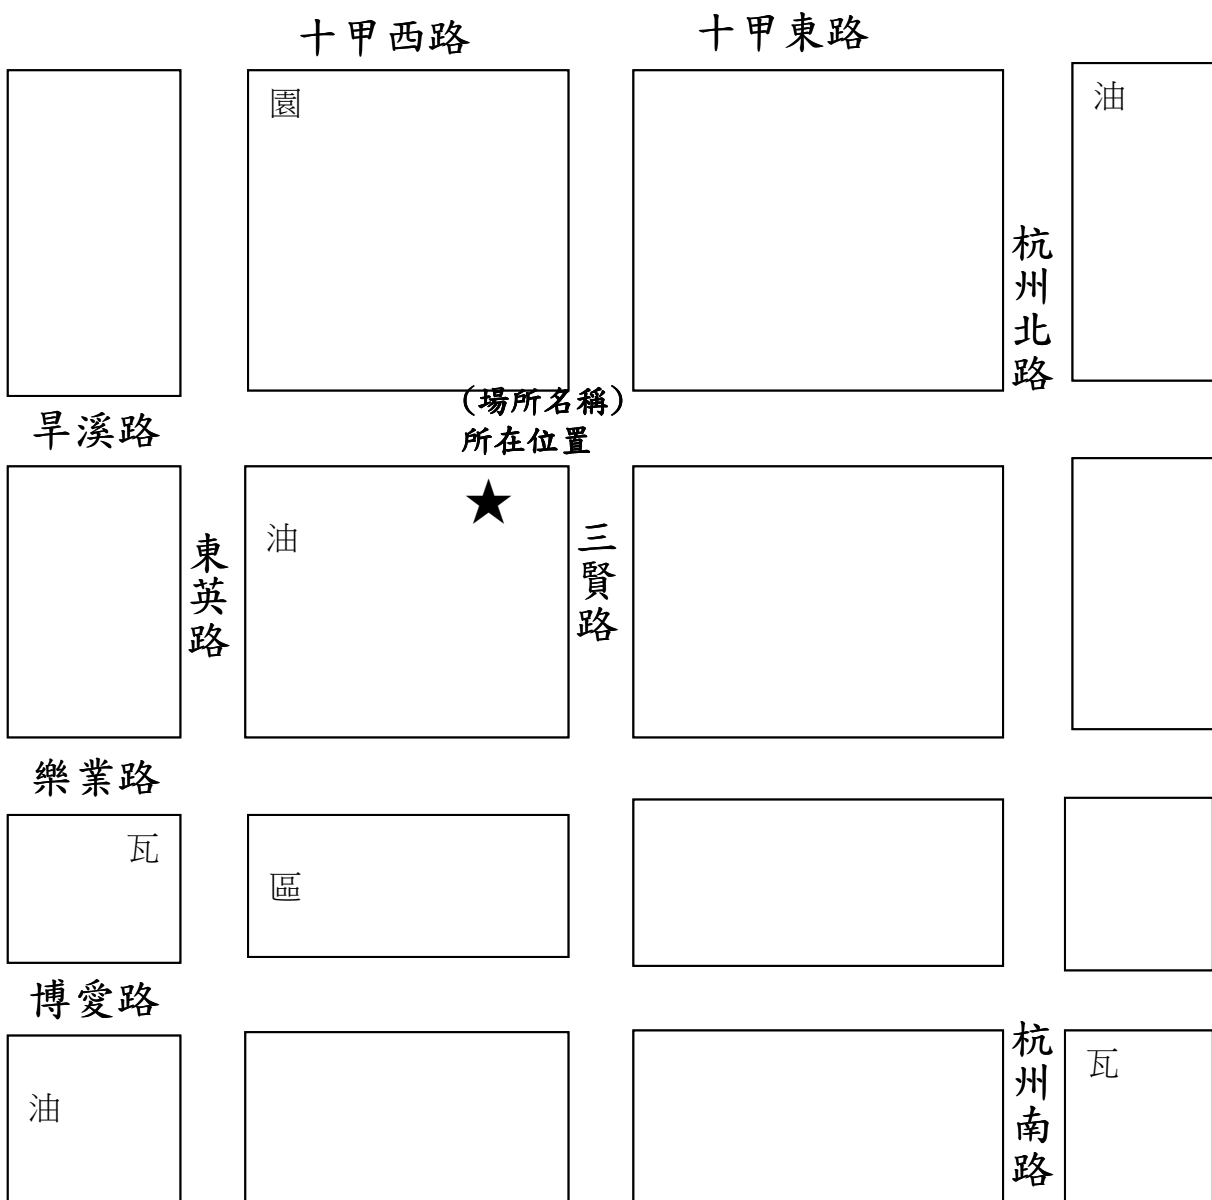 十甲西路
十甲東路
園
油
杭州北路
(場所名稱)
所在位置
旱溪路
油
東英路
三賢路
樂業路
瓦
區
博愛路
油
杭州南路
瓦